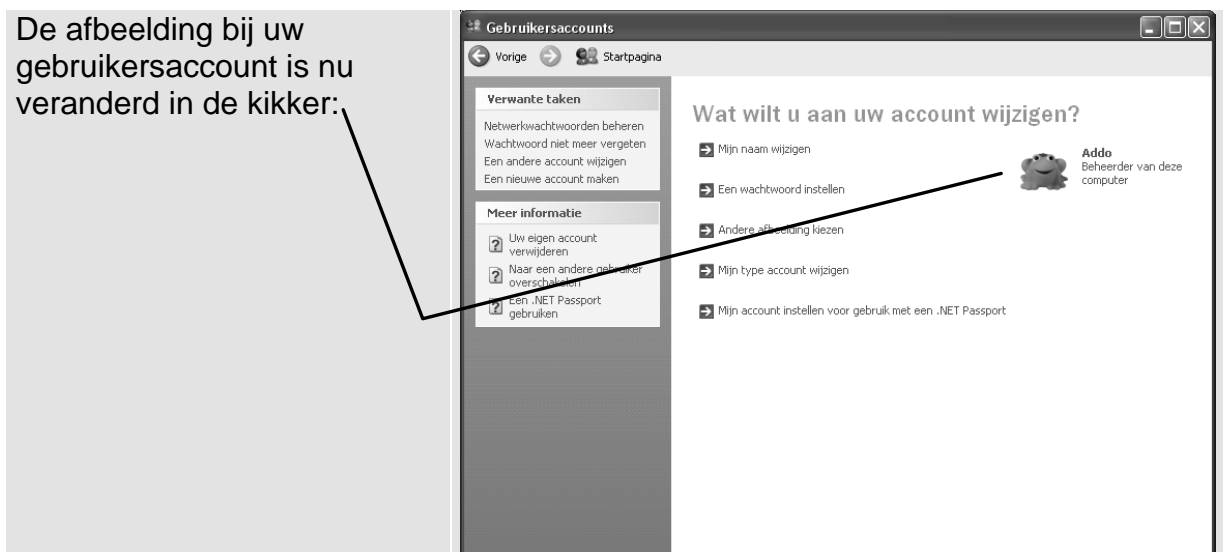 De afbeelding bij uw
gebruikersaccount is nu
veranderd in de kikker:
Gebruikersaccounts
Vorige
Startpagina
Verwante taken
Netwerkwachtwoorden beheren
Wachtwoord niet meer vergeten
Een andere account wijzigen
Een nieuwe account maken
Meer informatie
Uw eigen account
verwijderen
Naar een andere gebruiker
overschakelen
Een .NET Passport
gebruiken
Wat wilt u aan uw account wijzigen?
Mijn naam wijzigen
Een wachtwoord instellen
Andere afbeelding kiezen
Mijn type account wijzigen
Mijn account instellen voor gebruik met een .NET Passport
Addo
Beheerder van deze
computer